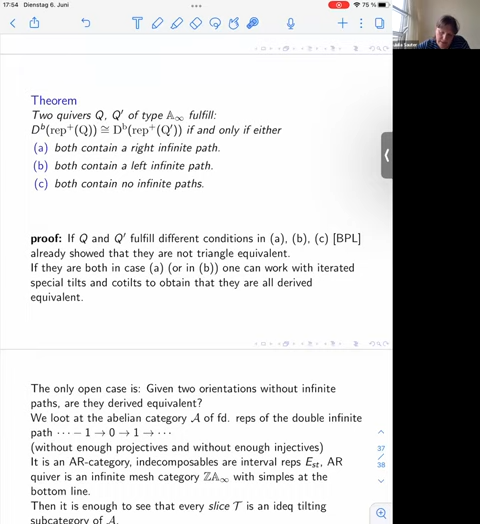 17:54 Dienstag 6. Juni
75 %
Theorem
Two quivers Q, Q′ of type 𝔸∞ fulfill:
Dᵇ(rep⁺(Q)) ≅ Dᵇ(rep⁺(Q′)) if and only if either
(a) both contain a right infinite path.
(b) both contain a left infinite path.
(c) both contain no infinite paths.
proof: If Q and Q′ fulfill different conditions in (a), (b), (c) [BPL]
already showed that they are not triangle equivalent.
If they are both in case (a) (or in (b)) one can work with iterated
special tilts and cotilts to obtain that they are all derived
equivalent.
The only open case is: Given two orientations without infinite
paths, are they derived equivalent?
We loot at the abelian category 𝒜 of fd. reps of the double infinite
path ··· − 1 → 0 → 1 → ···
(without enough projectives and without enough injectives)
It is an AR-category, indecomposables are interval reps Eₛₜ, AR
quiver is an infinite mesh category ℤ𝔸∞ with simples at the
bottom line.
Then it is enough to see that every slice 𝒯 is an ideq tilting
subcategory of 𝒜.
37
/
38